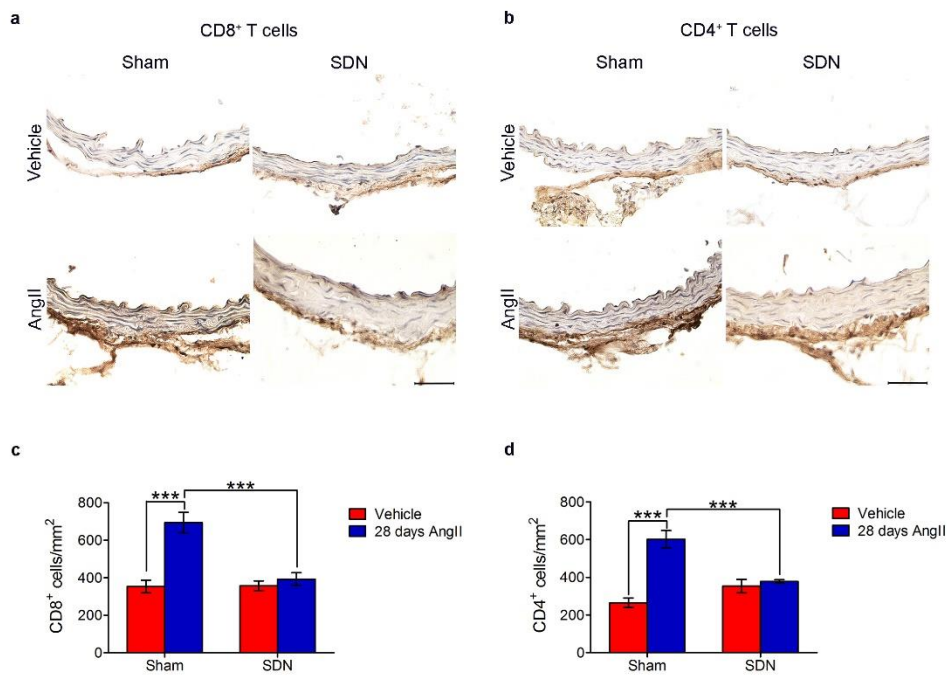 a
CD8⁺ T cells
Sham SDN
Vehicle
AngII
b
CD4⁺ T cells
Sham SDN
Vehicle
AngII
c
CD8⁺ cells/mm²
800
600
400
200
0
***
***
Sham SDN
Vehicle
28 days AngII
d
CD4⁺ cells/mm²
800
600
400
200
0
***
***
Sham SDN
Vehicle
28 days AngII